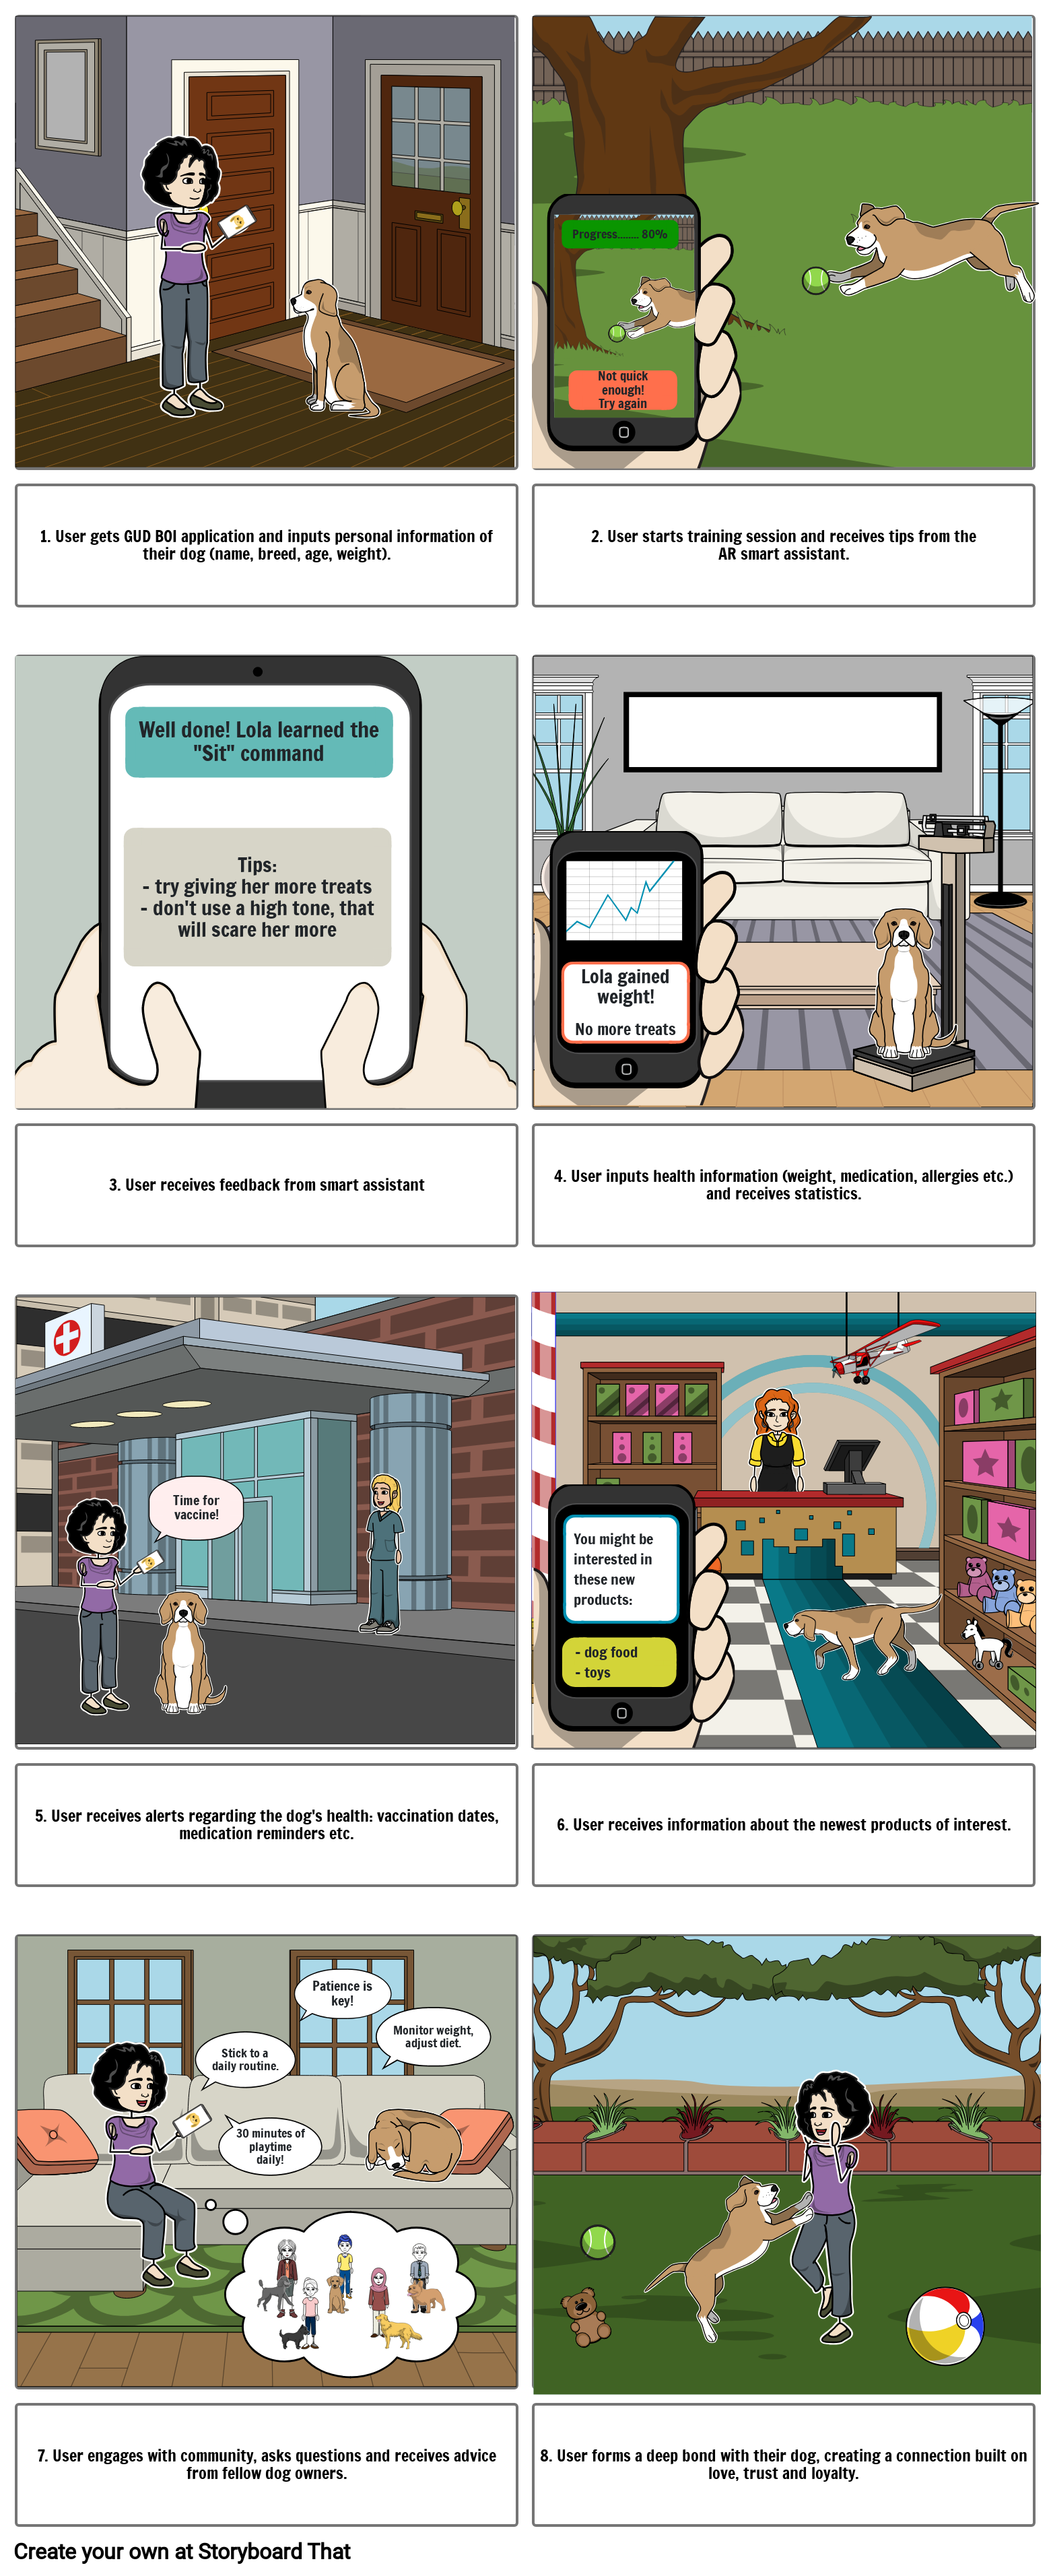 Progress........ 80%
Not quick
enough!
Try again
1. User gets GUD BOI application and inputs personal information of
their dog (name, breed, age, weight).
2. User starts training session and receives tips from the
AR smart assistant.
Well done! Lola learned the
"Sit" command
Tips:
- try giving her more treats
- don't use a high tone, that
will scare her more
Lola gained
weight!
No more treats
3. User receives feedback from smart assistant
4. User inputs health information (weight, medication, allergies etc.)
and receives statistics.
Time for
vaccine!
You might be
interested in
these new
products:
- dog food
- toys
5. User receives alerts regarding the dog's health: vaccination dates,
medication reminders etc.
6. User receives information about the newest products of interest.
Patience is
key!
Monitor weight,
adjust diet.
Stick to a
daily routine.
30 minutes of
playtime
daily!
7. User engages with community, asks questions and receives advice
from fellow dog owners.
8. User forms a deep bond with their dog, creating a connection built on
love, trust and loyalty.
Create your own at Storyboard That